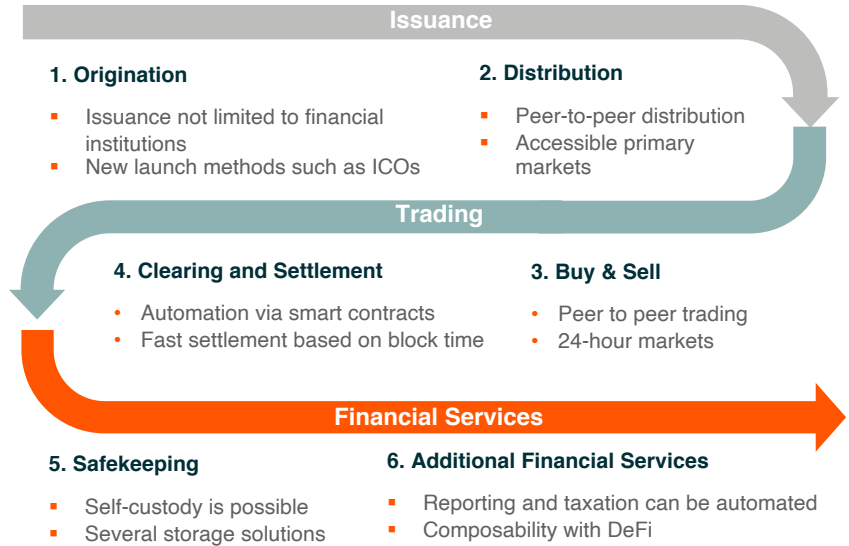 Issuance
1. Origination
▪ Issuance not limited to financial
institutions
▪ New launch methods such as ICOs
2. Distribution
▪ Peer-to-peer distribution
▪ Accessible primary
markets
Trading
4. Clearing and Settlement
• Automation via smart contracts
• Fast settlement based on block time
3. Buy & Sell
• Peer to peer trading
• 24-hour markets
Financial Services
5. Safekeeping
▪ Self-custody is possible
▪ Several storage solutions
6. Additional Financial Services
▪ Reporting and taxation can be automated
▪ Composability with DeFi